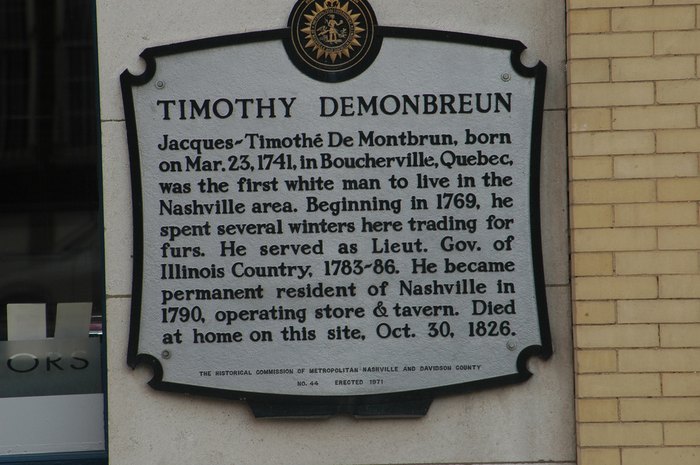 TIMOTHY DEMONBREUN
Jacques-Timothé De Montbrun, born
on Mar. 23, 1741, in Boucherville, Quebec,
was the first white man to live in the
Nashville area. Beginning in 1769, he
spent several winters here trading for
furs. He served as Lieut. Gov. of
Illinois Country, 1783-86. He became
permanent resident of Nashville in
1790, operating store & tavern. Died
at home on this site, Oct. 30, 1826.
THE HISTORICAL COMMISSION OF METROPOLITAN NASHVILLE AND DAVIDSON COUNTY
NO. 44 ERECTED 1971
ORS